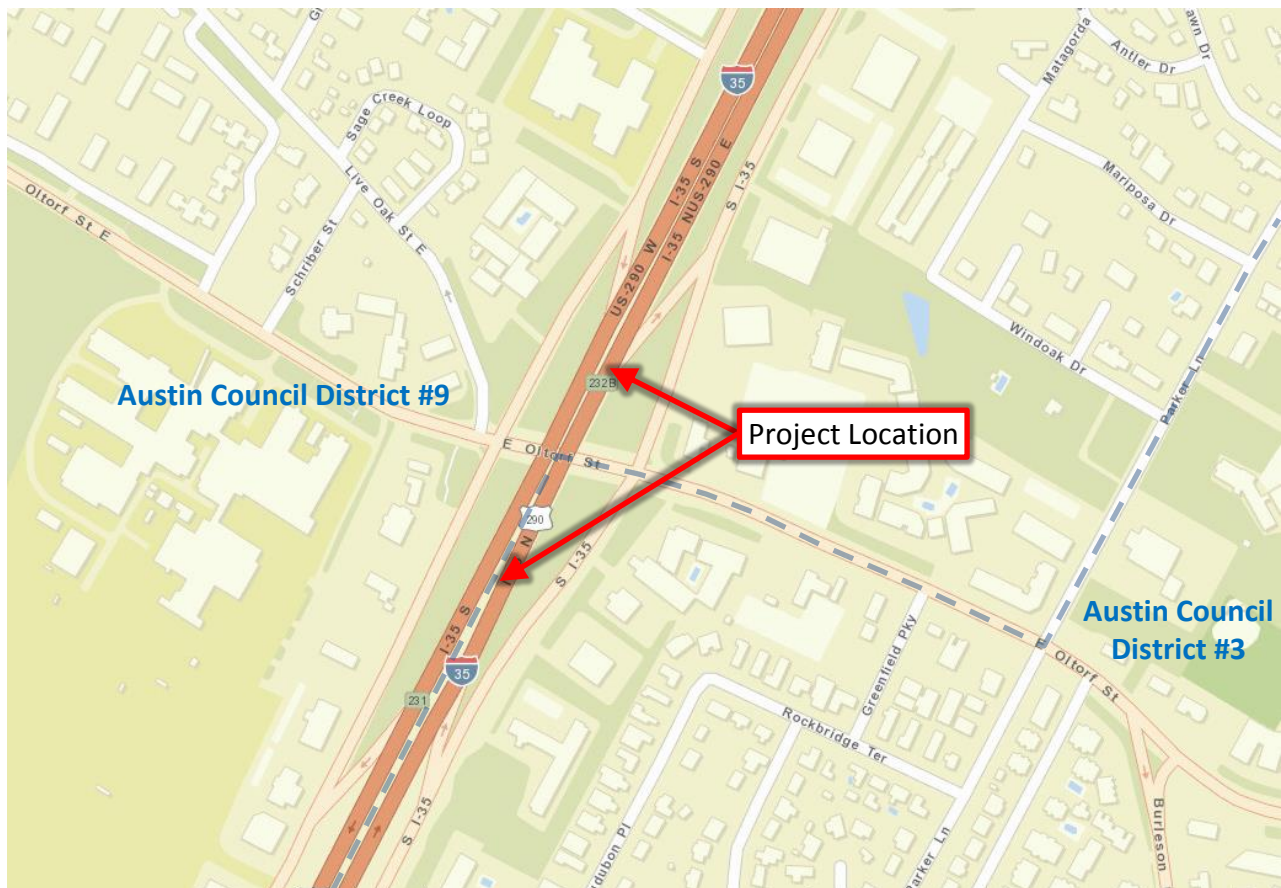 35
Antler Dr
Matagorda
Sage Creek Loop
I-35 S
US-290 E
I-35 N
US-290 W
S I-35
Mariposa Dr
Live Oak St E
Oltorf St E
Schriber St
Windoak Dr
Parker Ln
232B
Austin Council District #9
Project Location
E Oltorf St
290
N
S I-35
I-35 S
Greenfield Pky
Austin Council
District #3
E Oltorf St
35
231
Rockbridge Ter
S I-35
Burleson
Parker Ln